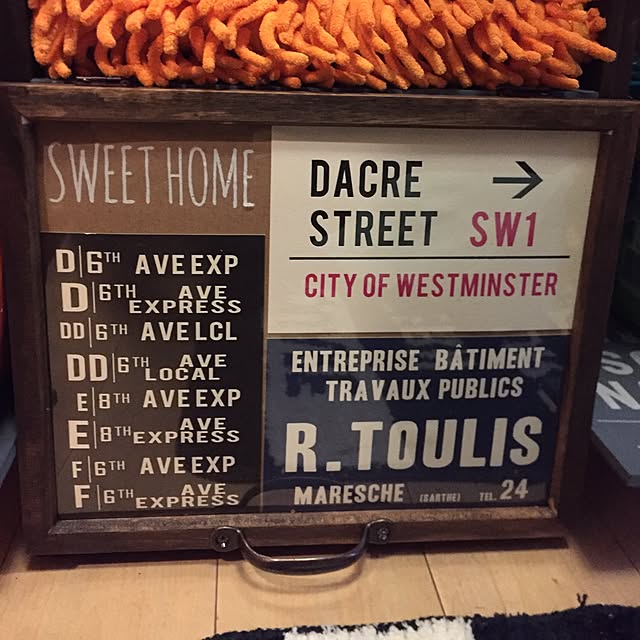 SWEET HOME
D 6TH AVE EXP
D 6TH AVE EXPRESS
DD 6TH AVE LCL
DD 6TH AVE LOCAL
E 8TH AVE EXP
E 8TH AVE EXPRESS
F 6TH AVE EXP
F 6TH AVE EXPRESS
DACRE →
STREET SW1
CITY OF WESTMINSTER
ENTREPRISE BÂTIMENT
TRAVAUX PUBLICS
R. TOULIS
MARESCHE (SARTHE) TEL. 24